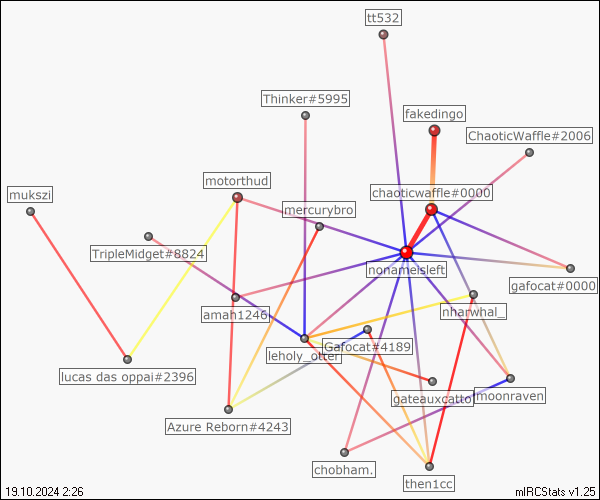 tt532
Thinker#5995
fakedingo
ChaoticWaffle#2006
motorthud
chaoticwaffle#0000
mukszi
mercurybro
TripleMidget#8824
nonameisleft
gafocat#0000
amah1246
nharwhal_
leholy_otter
Gafocat#4189
lucas das oppai#2396
gateauxcattol
moonraven
Azure Reborn#4243
chobham.
then1cc
19.10.2024 2:26
mIRCStats v1.25